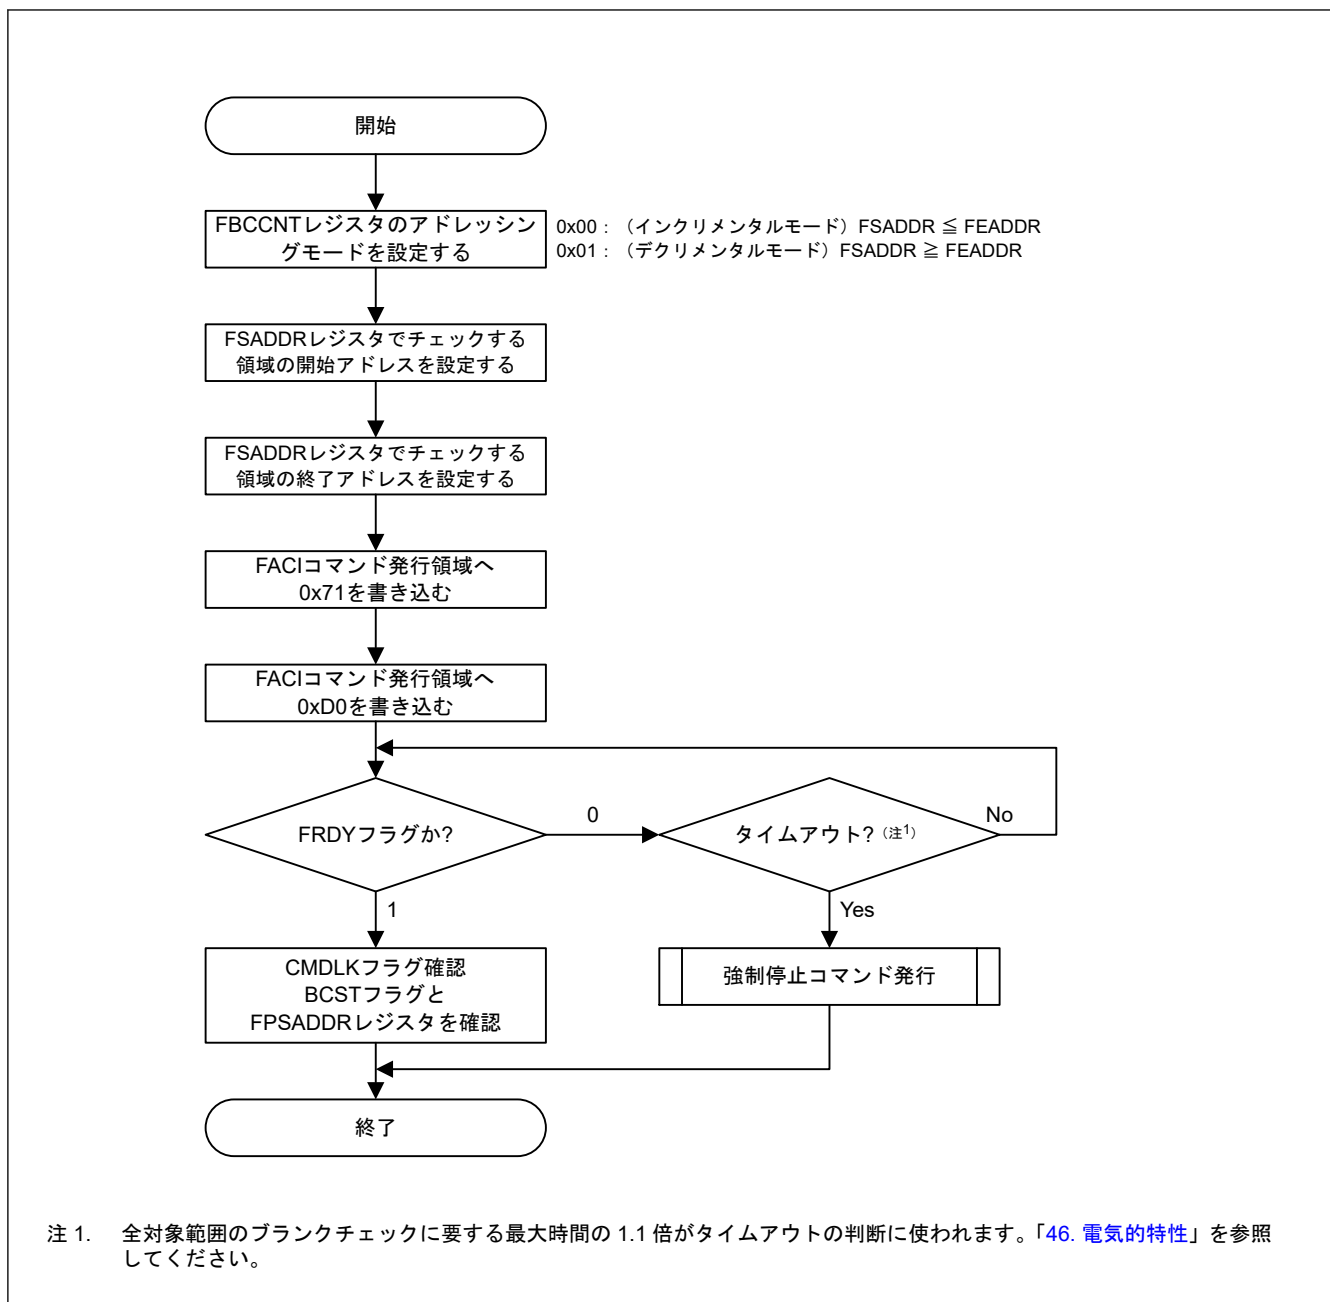 開始
FBCCNTレジスタのアドレッシン
グモードを設定する
0x00：（インクリメンタルモード）FSADDR ≦ FEADDR
0x01：（デクリメンタルモード）FSADDR ≧ FEADDR
FSADDRレジスタでチェックする
領域の開始アドレスを設定する
FSADDRレジスタでチェックする
領域の終了アドレスを設定する
FACIコマンド発行領域へ
0x71を書き込む
FACIコマンド発行領域へ
0xD0を書き込む
FRDYフラグか?
0
タイムアウト?（注1）
No
1
Yes
CMDLKフラグ確認
BCSTフラグと
FPSADDRレジスタを確認
強制停止コマンド発行
終了
注 1. 全対象範囲のブランクチェックに要する最大時間の 1.1 倍がタイムアウトの判断に使われます。「46. 電気的特性」を参照
してください。